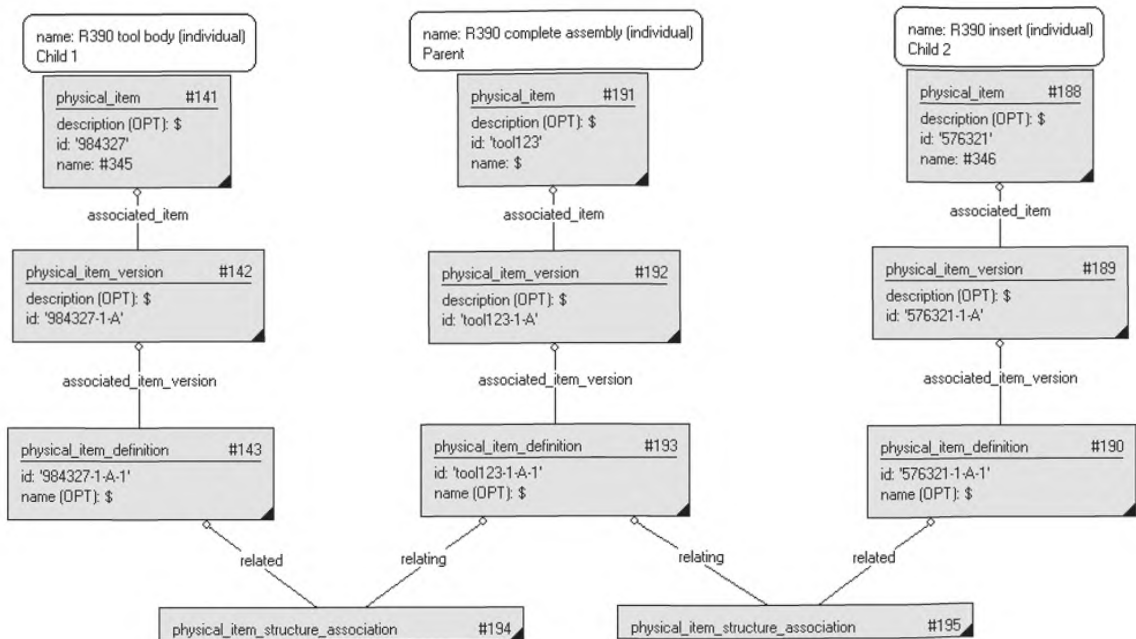 name: R390 tool body (individual)
Child 1
physical_item #141
description (OPT): $
id: '984327'
name: #345
associated_item
physical_item_version #142
description (OPT): $
id: '984327-1-A'
associated_item_version
physical_item_definition #143
id: '984327-1-A-1'
name (OPT): $
related
name: R390 complete assembly (individual)
Parent
physical_item #191
description (OPT): $
id: 'tool123'
name: $
associated_item
physical_item_version #192
description (OPT): $
id: 'tool123-1-A'
associated_item_version
physical_item_definition #193
id: 'tool123-1-A-1'
name (OPT): $
relating
relating
name: R390 insert (individual)
Child 2
physical_item #188
description (OPT): $
id: '576321'
name: #346
associated_item
physical_item_version #189
description (OPT): $
id: '576321-1-A'
associated_item_version
physical_item_definition #190
id: '576321-1-A-1'
name (OPT): $
related
physical_item_structure_association #194
physical_item_structure_association #195